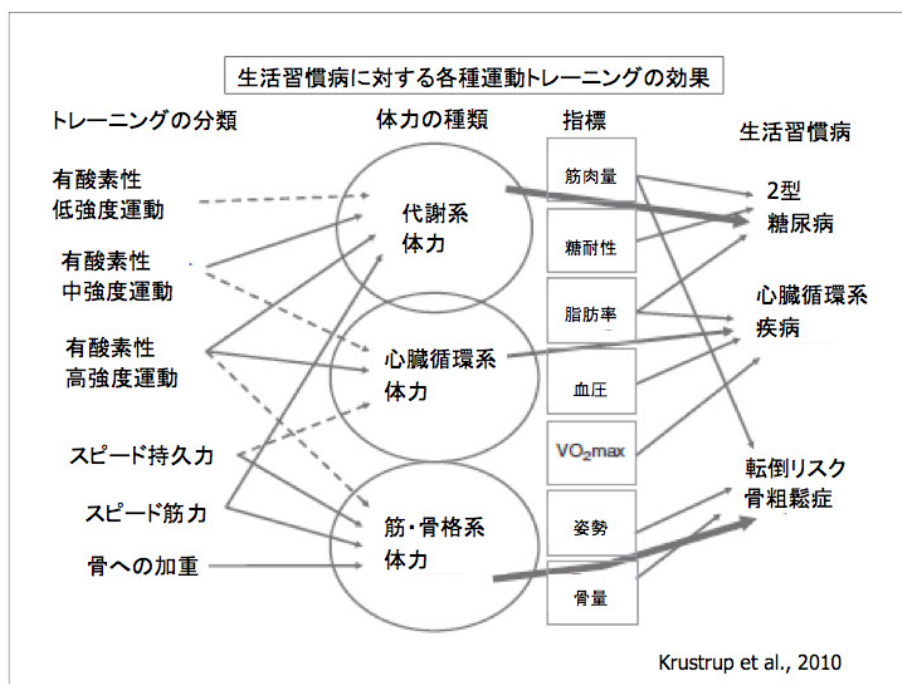 生活習慣病に対する各種運動トレーニングの効果
トレーニングの分類
体力の種類
指標
生活習慣病
有酸素性
低強度運動
有酸素性
中強度運動
有酸素性
高強度運動
スピード持久力
スピード筋力
骨への加重
代謝系
体力
心臓循環系
体力
筋・骨格系
体力
筋肉量
糖耐性
脂肪率
血圧
VO₂max
姿勢
骨量
2型
糖尿病
心臓循環系
疾病
転倒リスク
骨粗鬆症
Krustrup et al., 2010